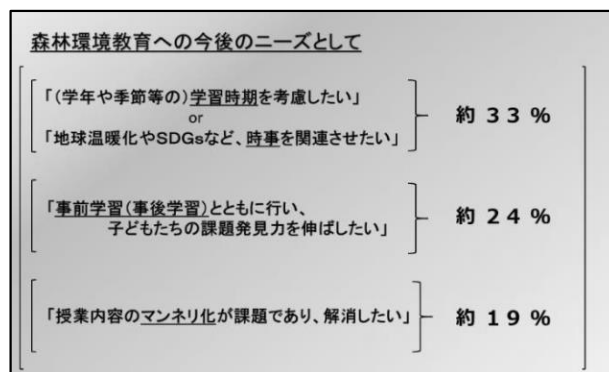 森林環境教育への今後のニーズとして
「(学年や季節等の)学習時期を考慮したい」
or
「地球温暖化やSDGsなど、時事を関連させたい」
約33%
「事前学習(事後学習)とともに行い、
子どもたちの課題発見力を伸ばしたい」
約24%
「授業内容のマンネリ化が課題であり、解消したい」
約19%